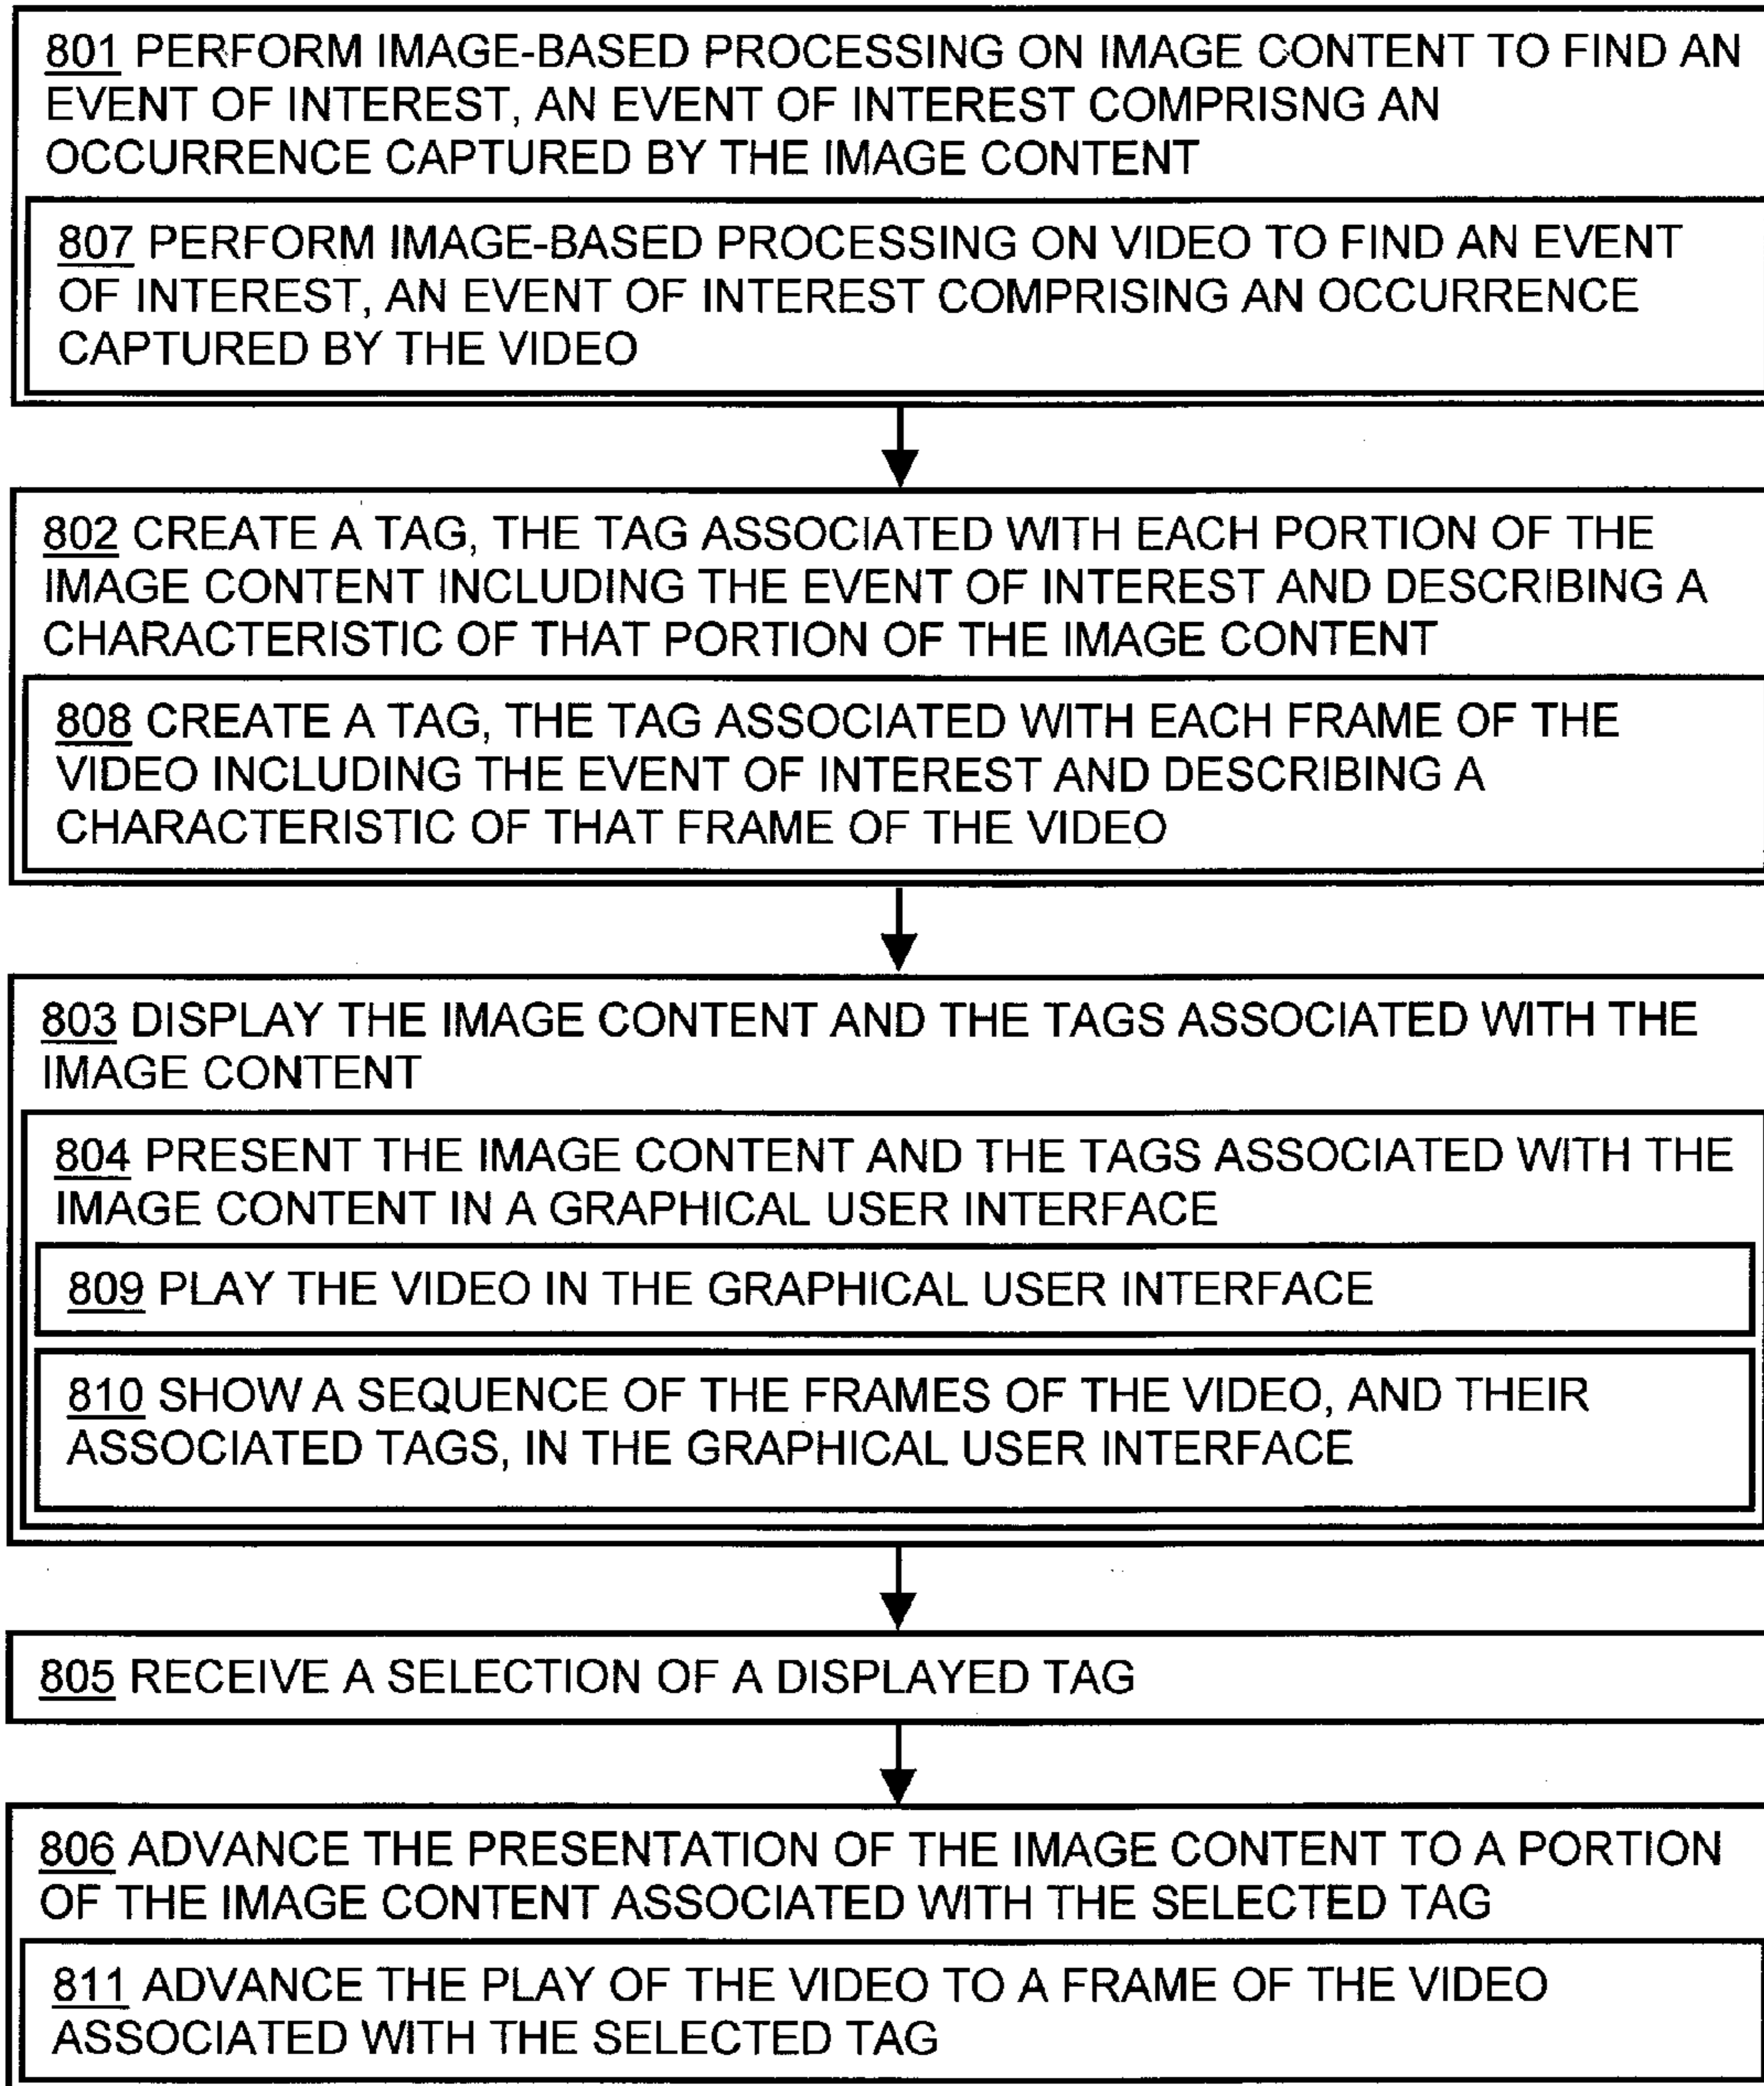 801 PERFORM IMAGE-BASED PROCESSING ON IMAGE CONTENT TO FIND AN
EVENT OF INTEREST, AN EVENT OF INTEREST COMPRISNG AN
OCCURRENCE CAPTURED BY THE IMAGE CONTENT
807 PERFORM IMAGE-BASED PROCESSING ON VIDEO TO FIND AN EVENT
OF INTEREST, AN EVENT OF INTEREST COMPRISING AN OCCURRENCE
CAPTURED BY THE VIDEO
802 CREATE A TAG, THE TAG ASSOCIATED WITH EACH PORTION OF THE
IMAGE CONTENT INCLUDING THE EVENT OF INTEREST AND DESCRIBING A
CHARACTERISTIC OF THAT PORTION OF THE IMAGE CONTENT
808 CREATE A TAG, THE TAG ASSOCIATED WITH EACH FRAME OF THE
VIDEO INCLUDING THE EVENT OF INTEREST AND DESCRIBING A
CHARACTERISTIC OF THAT FRAME OF THE VIDEO
803 DISPLAY THE IMAGE CONTENT AND THE TAGS ASSOCIATED WITH THE
IMAGE CONTENT
804 PRESENT THE IMAGE CONTENT AND THE TAGS ASSOCIATED WITH THE
IMAGE CONTENT IN A GRAPHICAL USER INTERFACE
809 PLAY THE VIDEO IN THE GRAPHICAL USER INTERFACE
810 SHOW A SEQUENCE OF THE FRAMES OF THE VIDEO, AND THEIR
ASSOCIATED TAGS, IN THE GRAPHICAL USER INTERFACE
805 RECEIVE A SELECTION OF A DISPLAYED TAG
806 ADVANCE THE PRESENTATION OF THE IMAGE CONTENT TO A PORTION
OF THE IMAGE CONTENT ASSOCIATED WITH THE SELECTED TAG
811 ADVANCE THE PLAY OF THE VIDEO TO A FRAME OF THE VIDEO
ASSOCIATED WITH THE SELECTED TAG